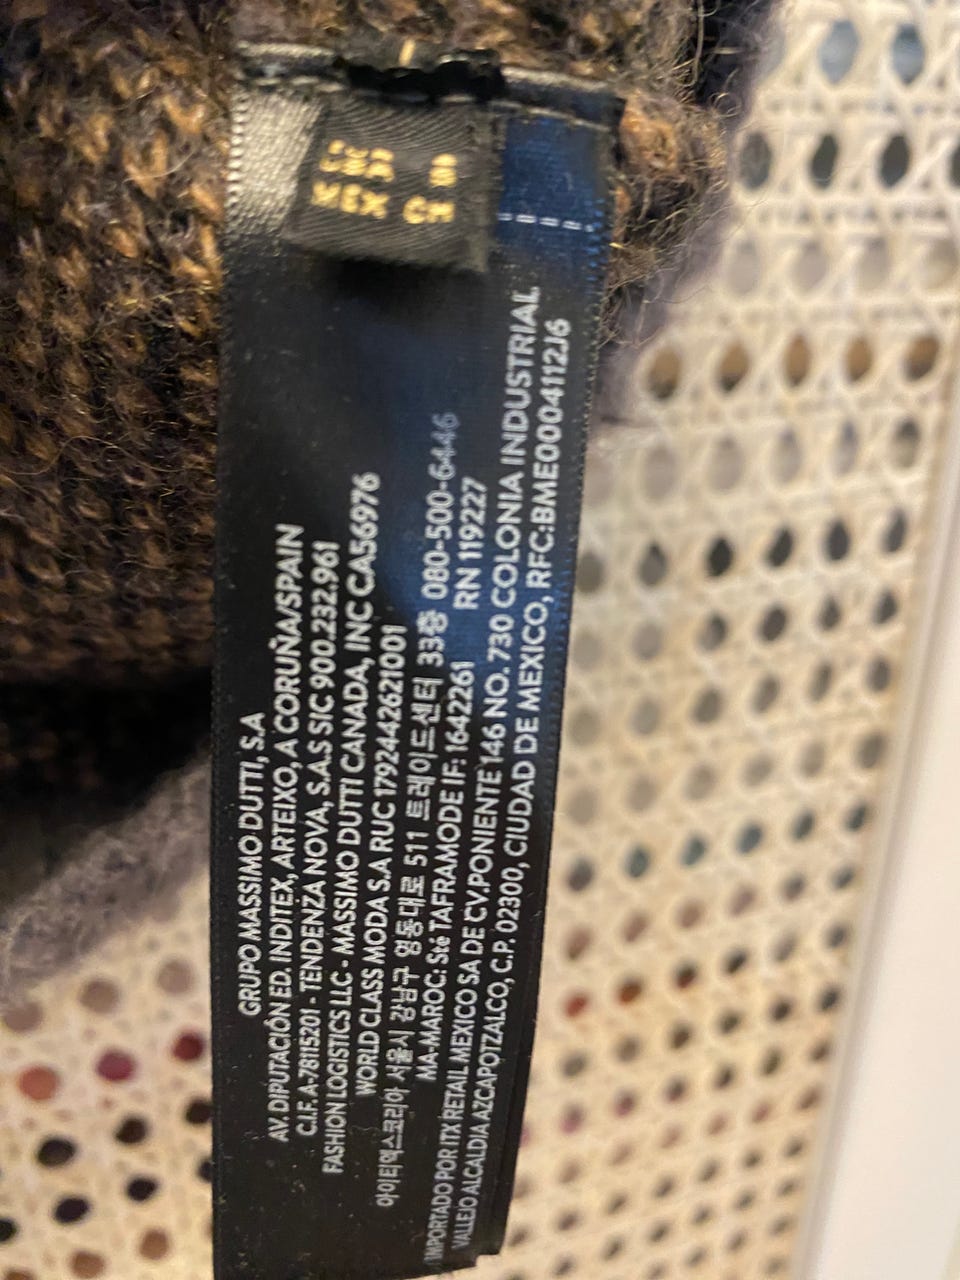 MEX CH
GRUPO MASSIMO DUTTI, S.A
AV. DIPUTACIÓN ED. INDITEX, ARTEIXO, A CORUÑA/SPAIN
C.I.F. A-78115201 - TENDENZA NOVA, S.A.S SIC 900.232.961
FASHION LOGISTICS LLC - MASSIMO DUTTI CANADA, INC CA56976
WORLD CLASS MODA S.A RUC 1792442621001
아이티엑스코리아 서울시 강남구 영동대로 511 트레이드센터 33층 080-500-6446
MA-MAROC: Sté TAFRAMODE IF: 1642261 RN 119227
IMPORTADO POR ITX RETAIL MEXICO SA DE CV.PONIENTE 146 NO. 730 COLONIA INDUSTRIAL
VALLEJO ALCALDIA AZCAPOTZALCO, C.P. 02300, CIUDAD DE MEXICO, RFC:BME0004112J6